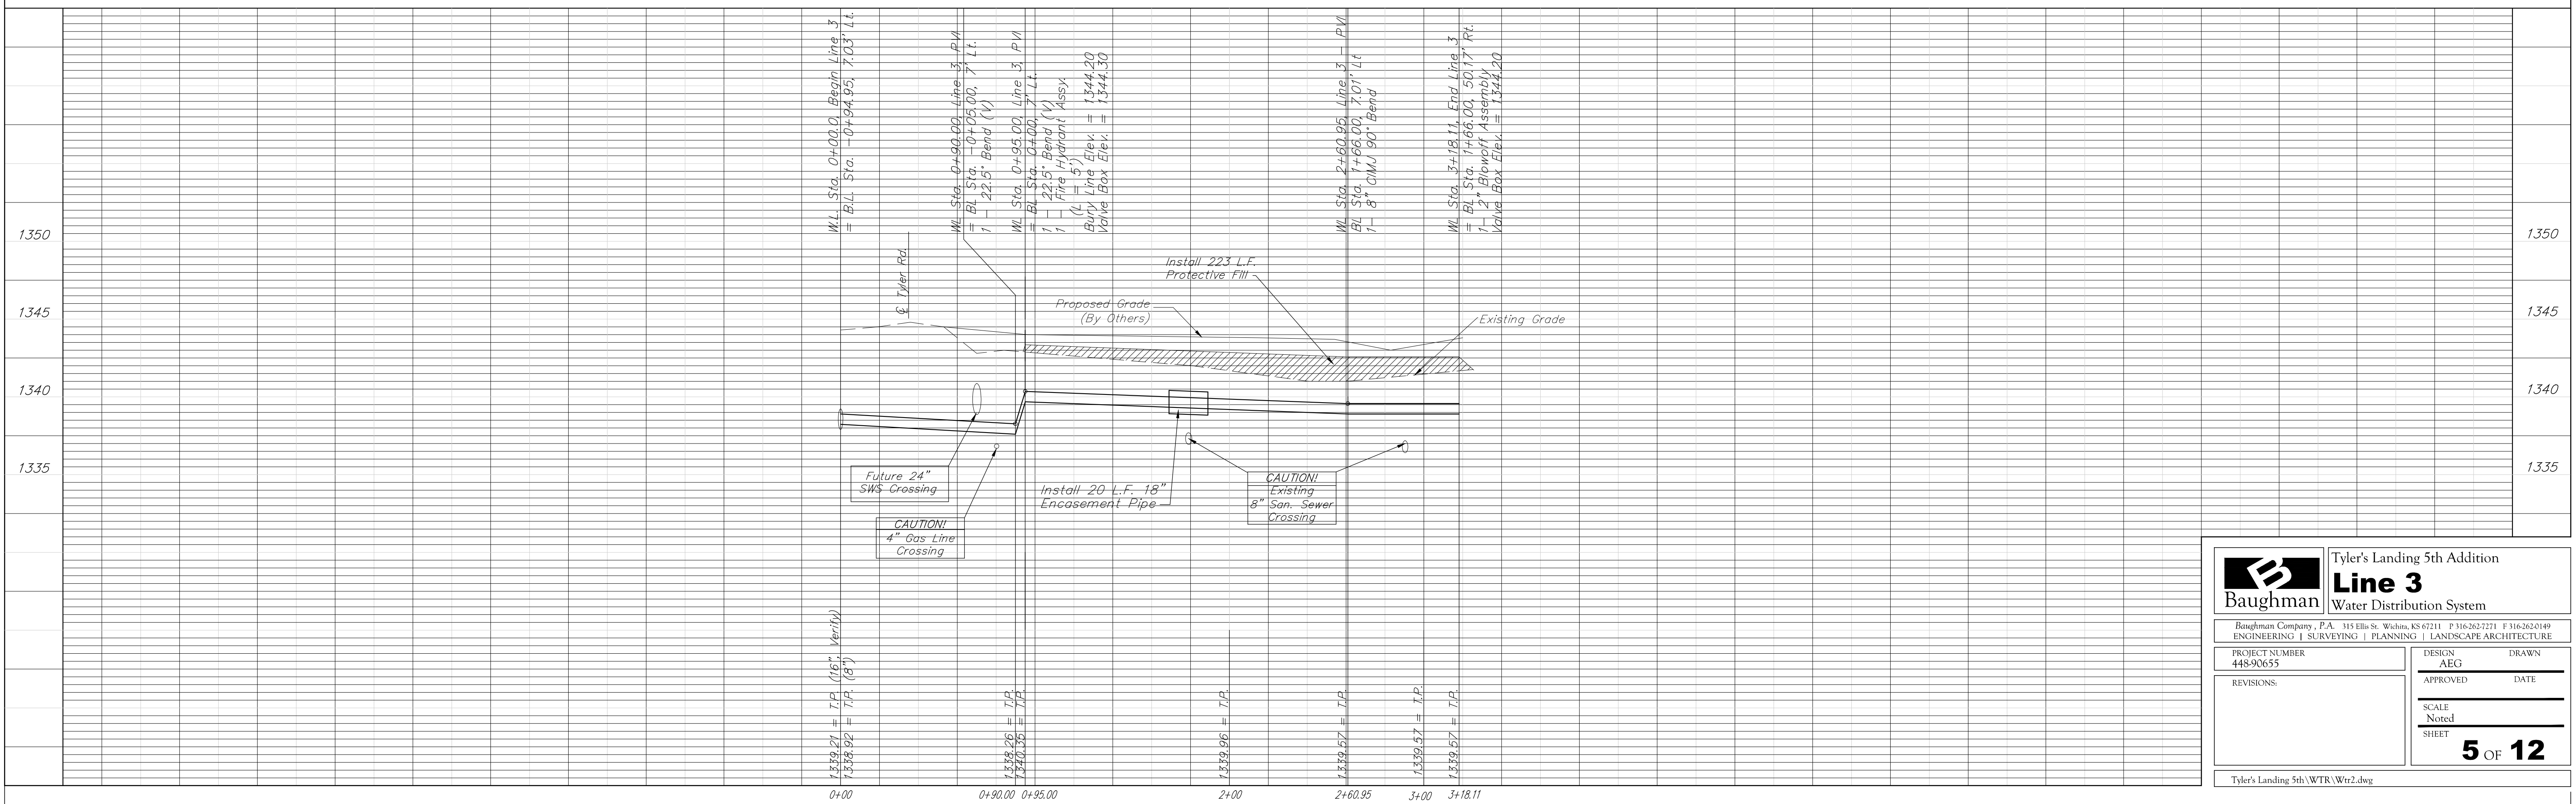 W.L. Sta. 0+00.0, Begin Line 3
= B.L. Sta. -0+94.95, 7.03' Lt.
WL Sta. 0+90.00, Line 3, PVI
= BL Sta. -0+05.00, 7' Lt.
1 - 22.5° Bend (V)
WL Sta. 0+95.00, Line 3, PVI
= BL Sta. 0+00, 7' Lt.
1 - 22.5° Bend (V)
1 - Fire Hydrant Assy.
(L = 5')
Bury Line Elev. = 1344.20
Valve Box Elev. = 1344.30
WL Sta. 2+60.95, Line 3 - PVI
BL Sta. 1+66.00, 7.01' Lt
1- 8" CIMJ 90° Bend
WL Sta. 3+18.11, End Line 3
= BL Sta. 1+66.00, 50.17' Rt.
1- 2" Blowoff Assembly
Valve Box Elev. = 1344.20
1350
1350
1345
1345
1340
1340
1335
1335
℄ Tyler Rd.
Install 223 L.F.
Protective Fill
Proposed Grade
(By Others)
Existing Grade
Future 24"
SWS Crossing
CAUTION!
4" Gas Line
Crossing
Install 20 L.F. 18"
Encasement Pipe
CAUTION!
Existing
8" San. Sewer
Crossing
1339.21 = T.P. (16", Verify)
1338.92 = T.P. (8")
1338.26 = T.P.
1340.35 = T.P.
1339.96 = T.P.
1339.57 = T.P.
1339.57 = T.P.
1339.57 = T.P.
0+00
0+90.00
0+95.00
2+00
2+60.95
3+00
3+18.11
Baughman
Tyler's Landing 5th Addition
Line 3
Water Distribution System
Baughman Company, P.A. 315 Ellis St. Wichita, KS 67211 P 316-262-7271 F 316-262-0149
ENGINEERING | SURVEYING | PLANNING | LANDSCAPE ARCHITECTURE
PROJECT NUMBER
448-90655
REVISIONS:
DESIGN DRAWN
AEG
APPROVED DATE
SCALE
Noted
SHEET
5 OF 12
Tyler's Landing 5th\WTR\Wtr2.dwg